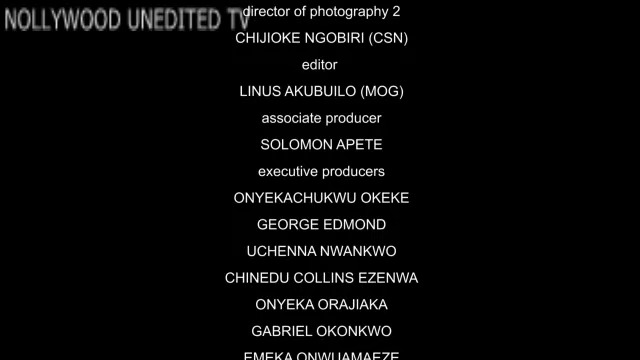 NOLLYWOOD UNEDITED TV
director of photography 2
CHIJIOKE NGOBIRI (CSN)
editor
LINUS AKUBUILO (MOG)
associate producer
SOLOMON APETE
executive producers
ONYEKACHUKWU OKEKE
GEORGE EDMOND
UCHENNA NWANKWO
CHINEDU COLLINS EZENWA
ONYEKA ORAJIAKA
GABRIEL OKONKWO
EMEKA ONWUAMAEZE